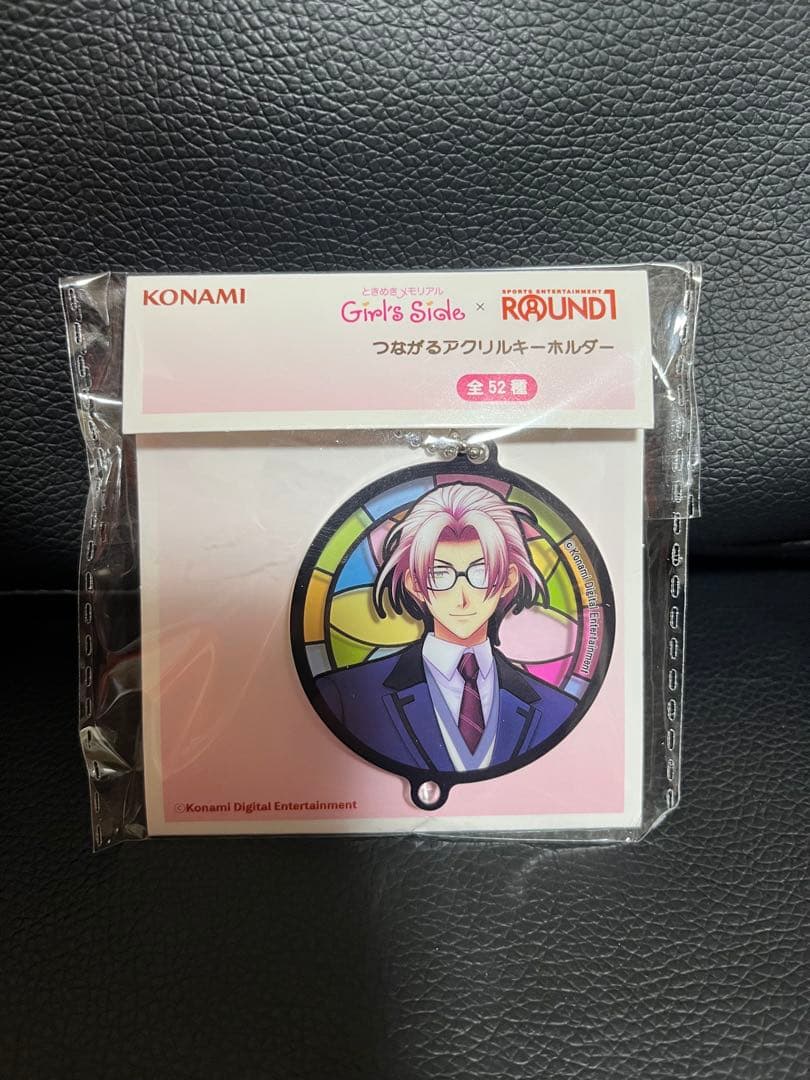 KONAMI
ときめきメモリアル
Girl's Side
×
SPORTS ENTERTAINMENT
ROUND1
つながるアクリルキーホルダー
全52種
©Konami Digital Entertainment
©Konami Digital Entertainment